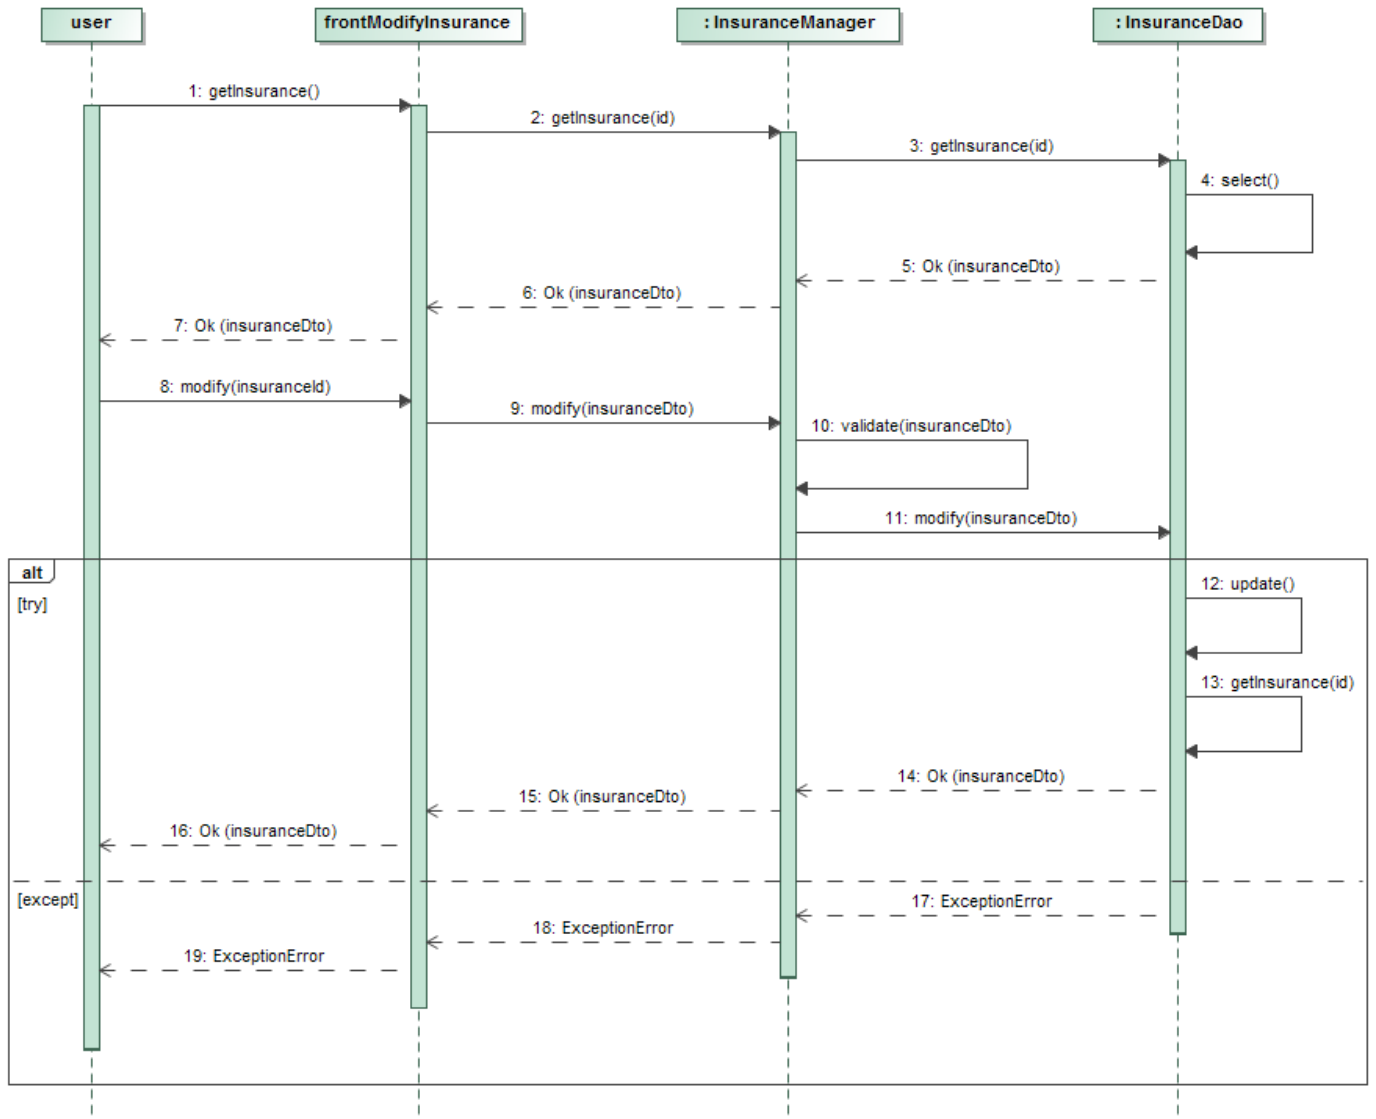 user
frontModifyInsurance
: InsuranceManager
: InsuranceDao
1: getInsurance()
2: getInsurance(id)
3: getInsurance(id)
4: select()
5: Ok (insuranceDto)
6: Ok (insuranceDto)
7: Ok (insuranceDto)
8: modify(insuranceId)
9: modify(insuranceDto)
10: validate(insuranceDto)
11: modify(insuranceDto)
alt
[try]
12: update()
13: getInsurance(id)
14: Ok (insuranceDto)
15: Ok (insuranceDto)
16: Ok (insuranceDto)
[except]
17: ExceptionError
18: ExceptionError
19: ExceptionError